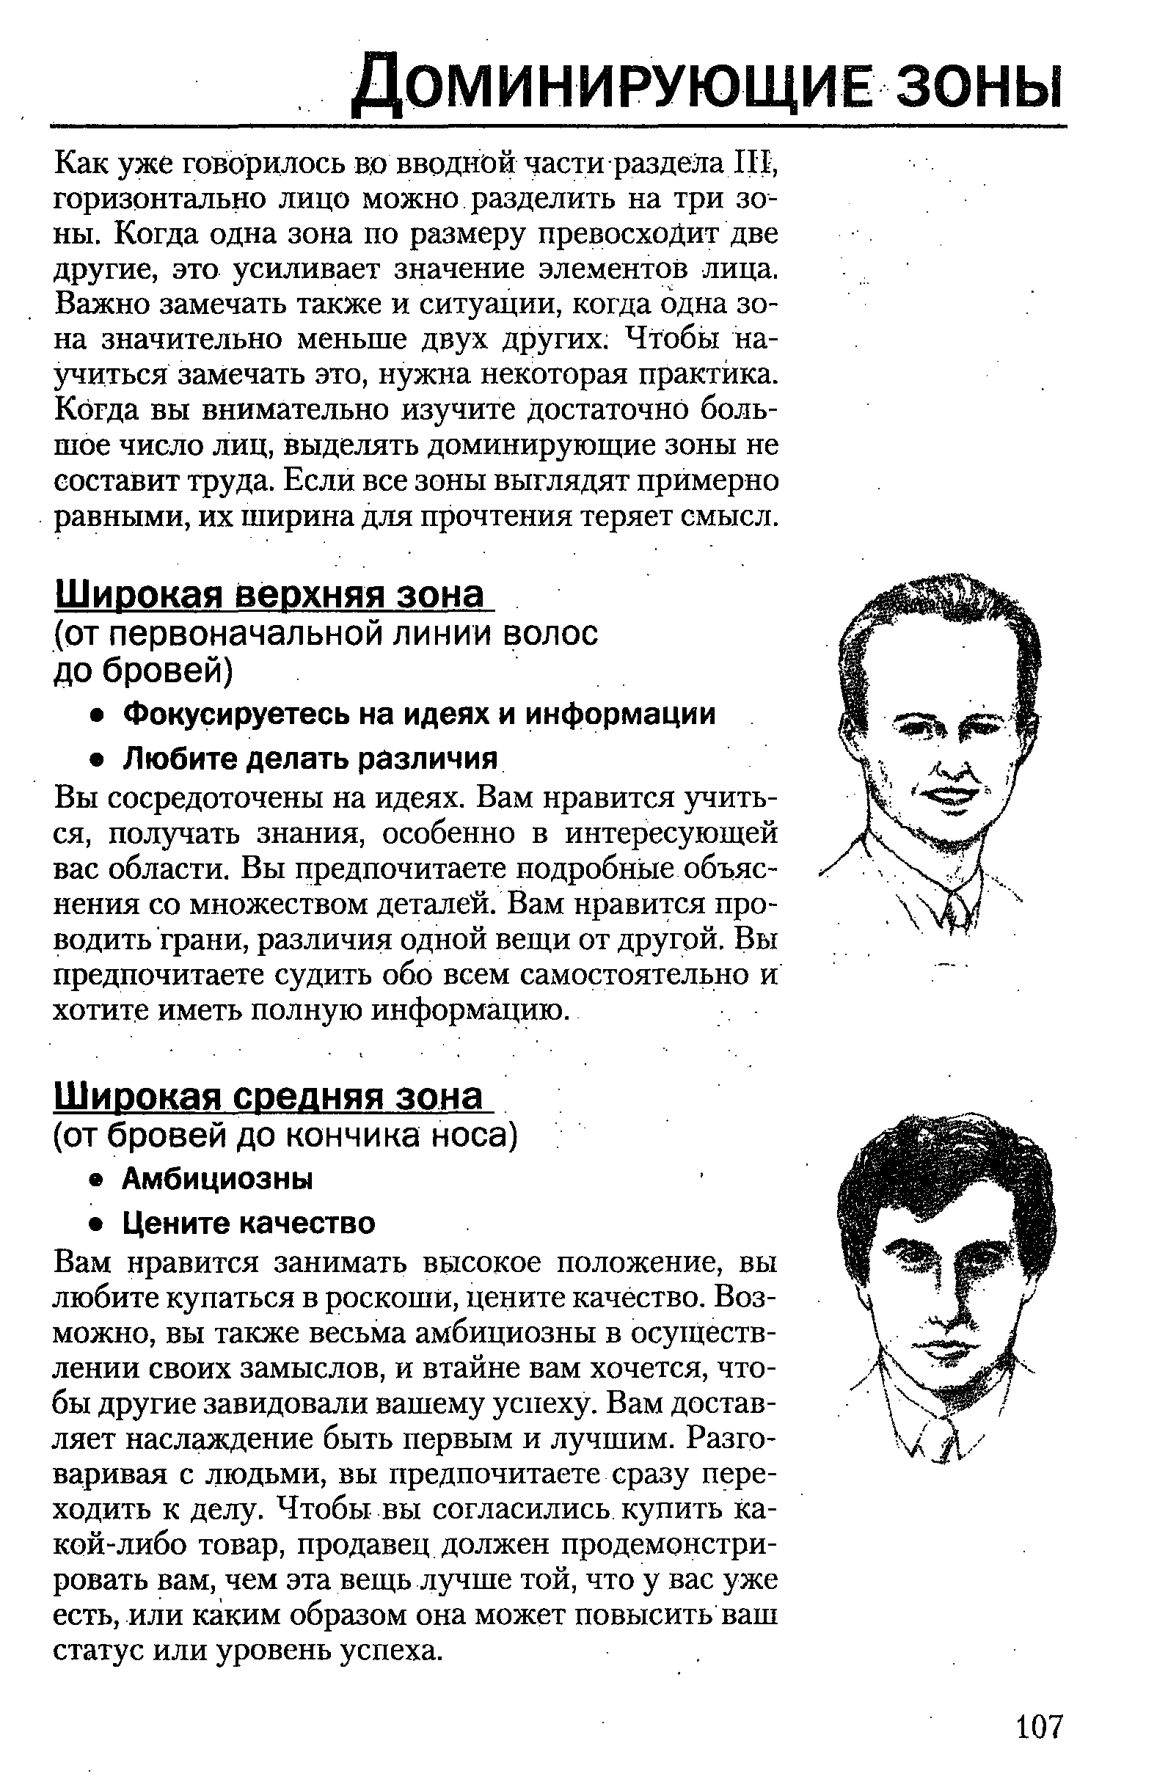 Доминирующие зоны
Как уже говорилось во вводной части раздела III,
горизонтально лицо можно разделить на три зо-
ны. Когда одна зона по размеру превосходит две
другие, это усиливает значение элементов лица.
Важно замечать также и ситуации, когда одна зо-
на значительно меньше двух других. Чтобы на-
учиться замечать это, нужна некоторая практика.
Когда вы внимательно изучите достаточно боль-
шое число лиц, выделять доминирующие зоны не
составит труда. Если все зоны выглядят примерно
равными, их ширина для прочтения теряет смысл.
Широкая верхняя зона
(от первоначальной линии волос
до бровей)
• Фокусируетесь на идеях и информации
• Любите делать различия
Вы сосредоточены на идеях. Вам нравится учить-
ся, получать знания, особенно в интересующей
вас области. Вы предпочитаете подробные объяс-
нения со множеством деталей. Вам нравится про-
водить грани, различия одной вещи от другой. Вы
предпочитаете судить обо всем самостоятельно и
хотите иметь полную информацию.
Широкая средняя зона
(от бровей до кончика носа)
• Амбициозны
• Цените качество
Вам нравится занимать высокое положение, вы
любите купаться в роскоши, цените качество. Воз-
можно, вы также весьма амбициозны в осуществ-
лении своих замыслов, и втайне вам хочется, что-
бы другие завидовали вашему успеху. Вам достав-
ляет наслаждение быть первым и лучшим. Разго-
варивая с людьми, вы предпочитаете сразу пере-
ходить к делу. Чтобы вы согласились купить ка-
кой-либо товар, продавец должен продемонстри-
ровать вам, чем эта вещь лучше той, что у вас уже
есть, или каким образом она может повысить ваш
статус или уровень успеха.
107